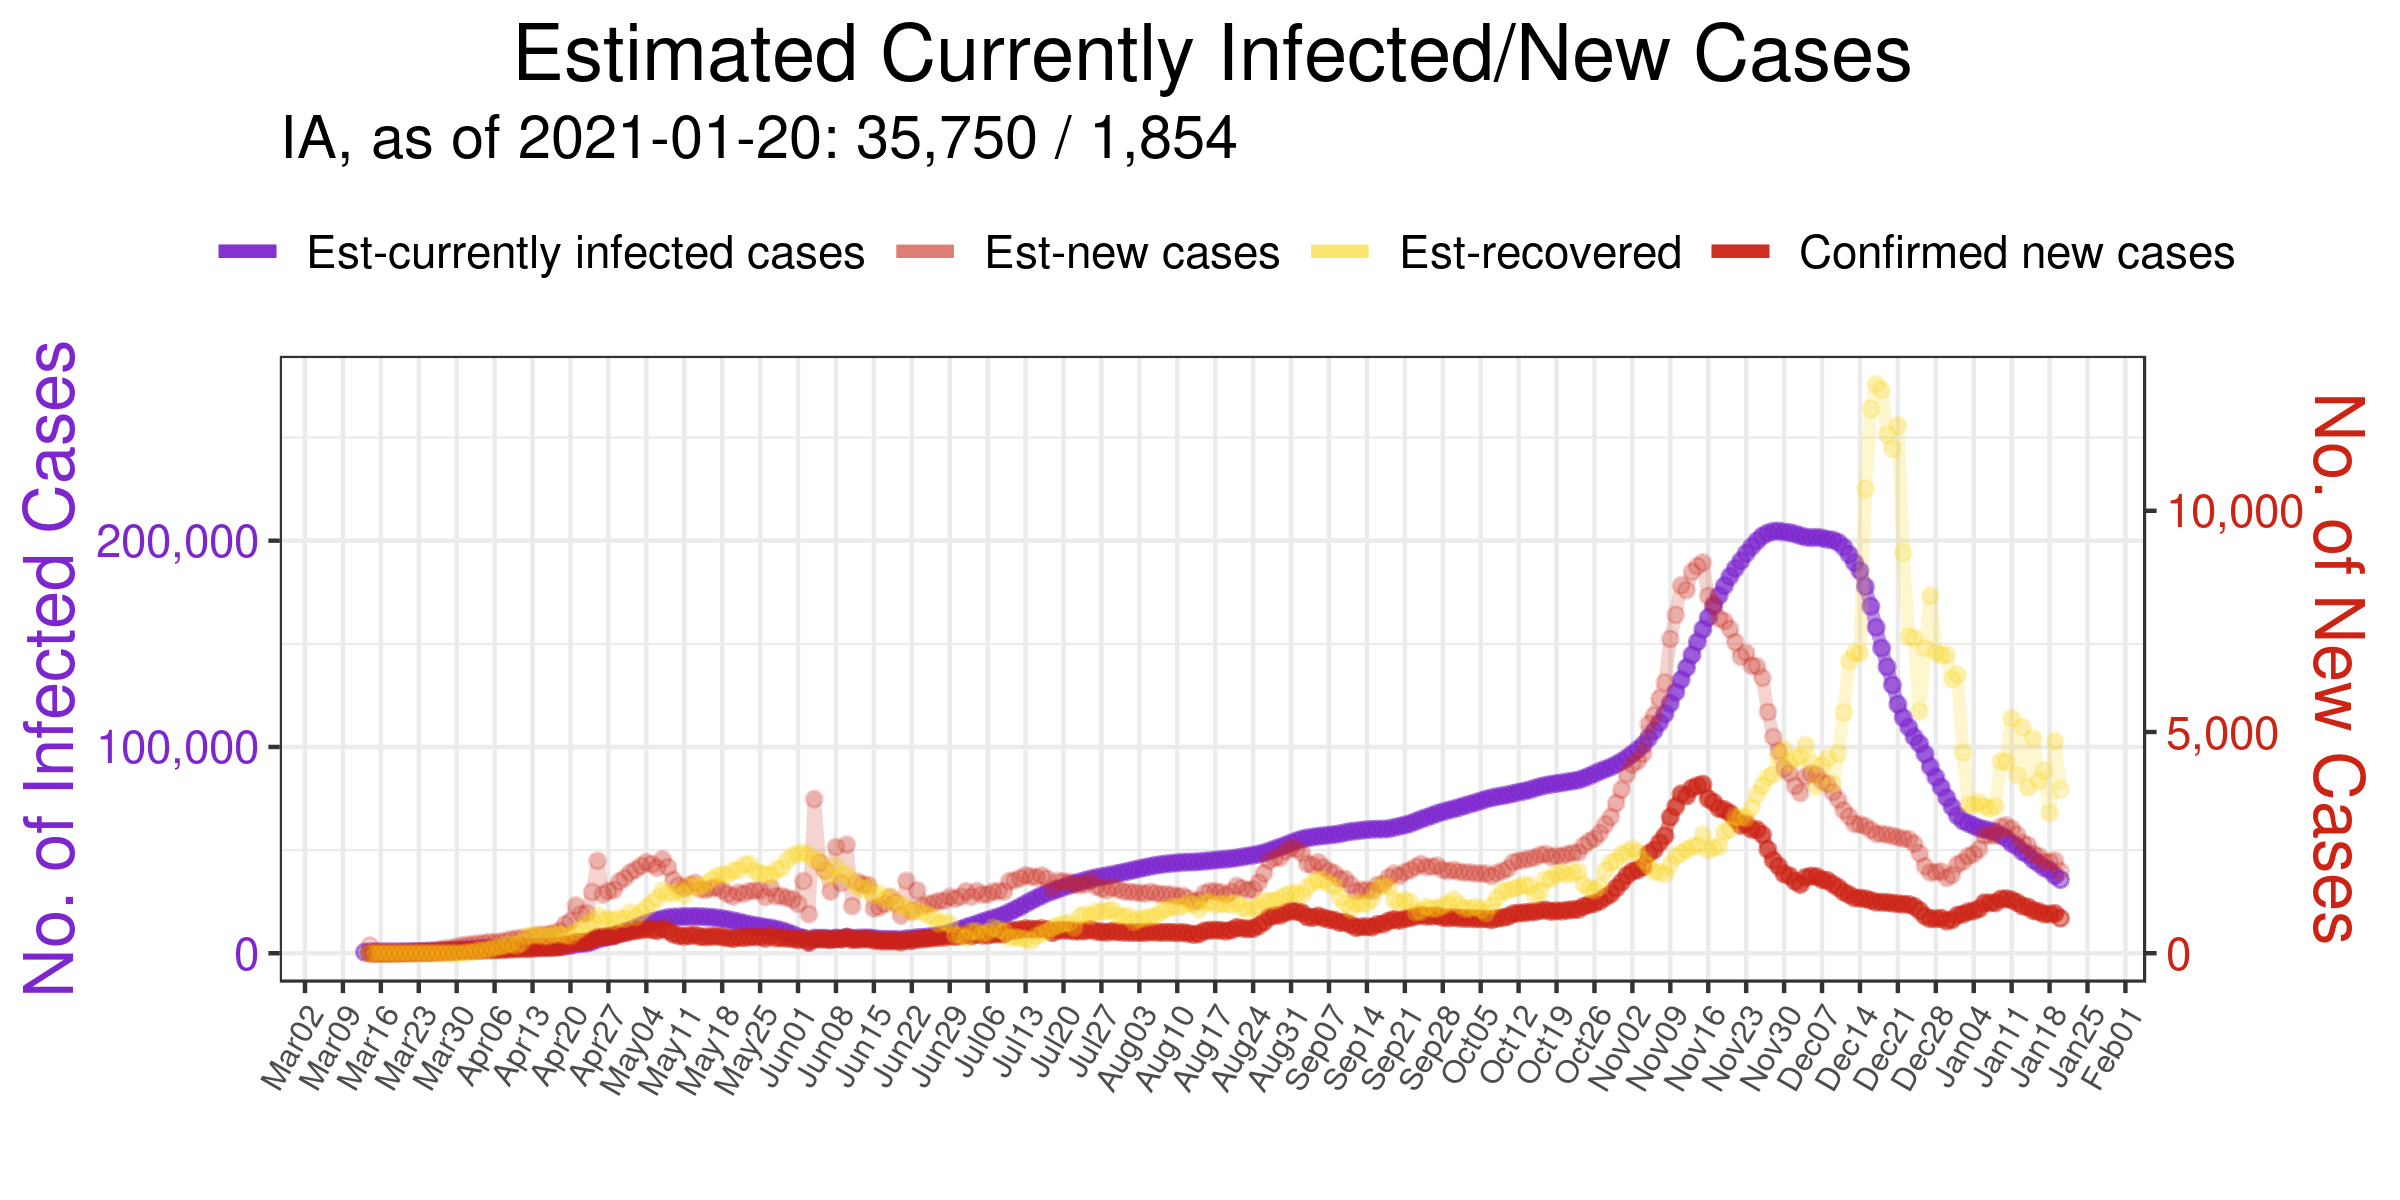 Estimated Currently Infected/New Cases
IA, as of 2021-01-20: 35,750 / 1,854
Est-currently infected cases Est-new cases Est-recovered Confirmed new cases
No. of Infected Cases
200,000
100,000
0
10,000
5,000
0
No. of New Cases
Mar02 Mar09 Mar16 Mar23 Mar30 Apr06 Apr13 Apr20 Apr27 May04 May11 May18 May25 Jun01 Jun08 Jun15 Jun22 Jun29 Jul06 Jul13 Jul20 Jul27 Aug03 Aug10 Aug17 Aug24 Aug31 Sep07 Sep14 Sep21 Sep28 Oct05 Oct12 Oct19 Oct26 Nov02 Nov09 Nov16 Nov23 Nov30 Dec07 Dec14 Dec21 Dec28 Jan04 Jan11 Jan18 Jan25 Feb01